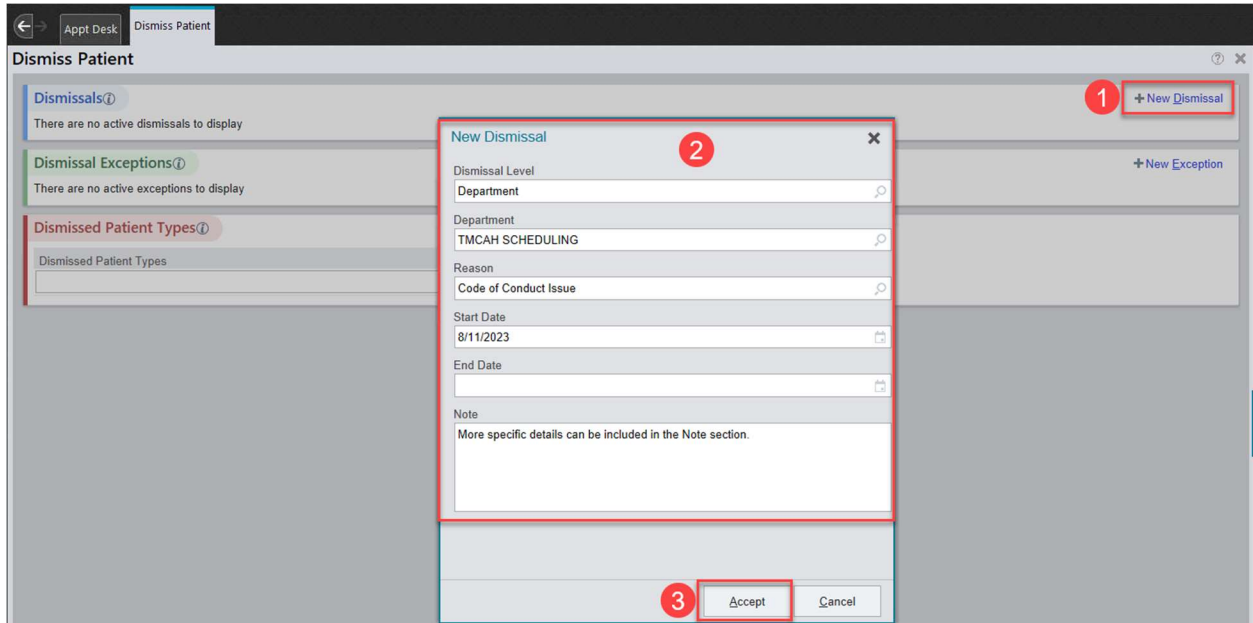 Appt Desk
Dismiss Patient
Dismiss Patient
Dismissals
1
+ New Dismissal
There are no active dismissals to display
Dismissal Exceptions
+ New Exception
There are no active exceptions to display
Dismissed Patient Types
Dismissed Patient Types
New Dismissal
2
Dismissal Level
Department
Department
TMCAH SCHEDULING
Reason
Code of Conduct Issue
Start Date
8/11/2023
End Date
Note
More specific details can be included in the Note section.
3
Accept
Cancel